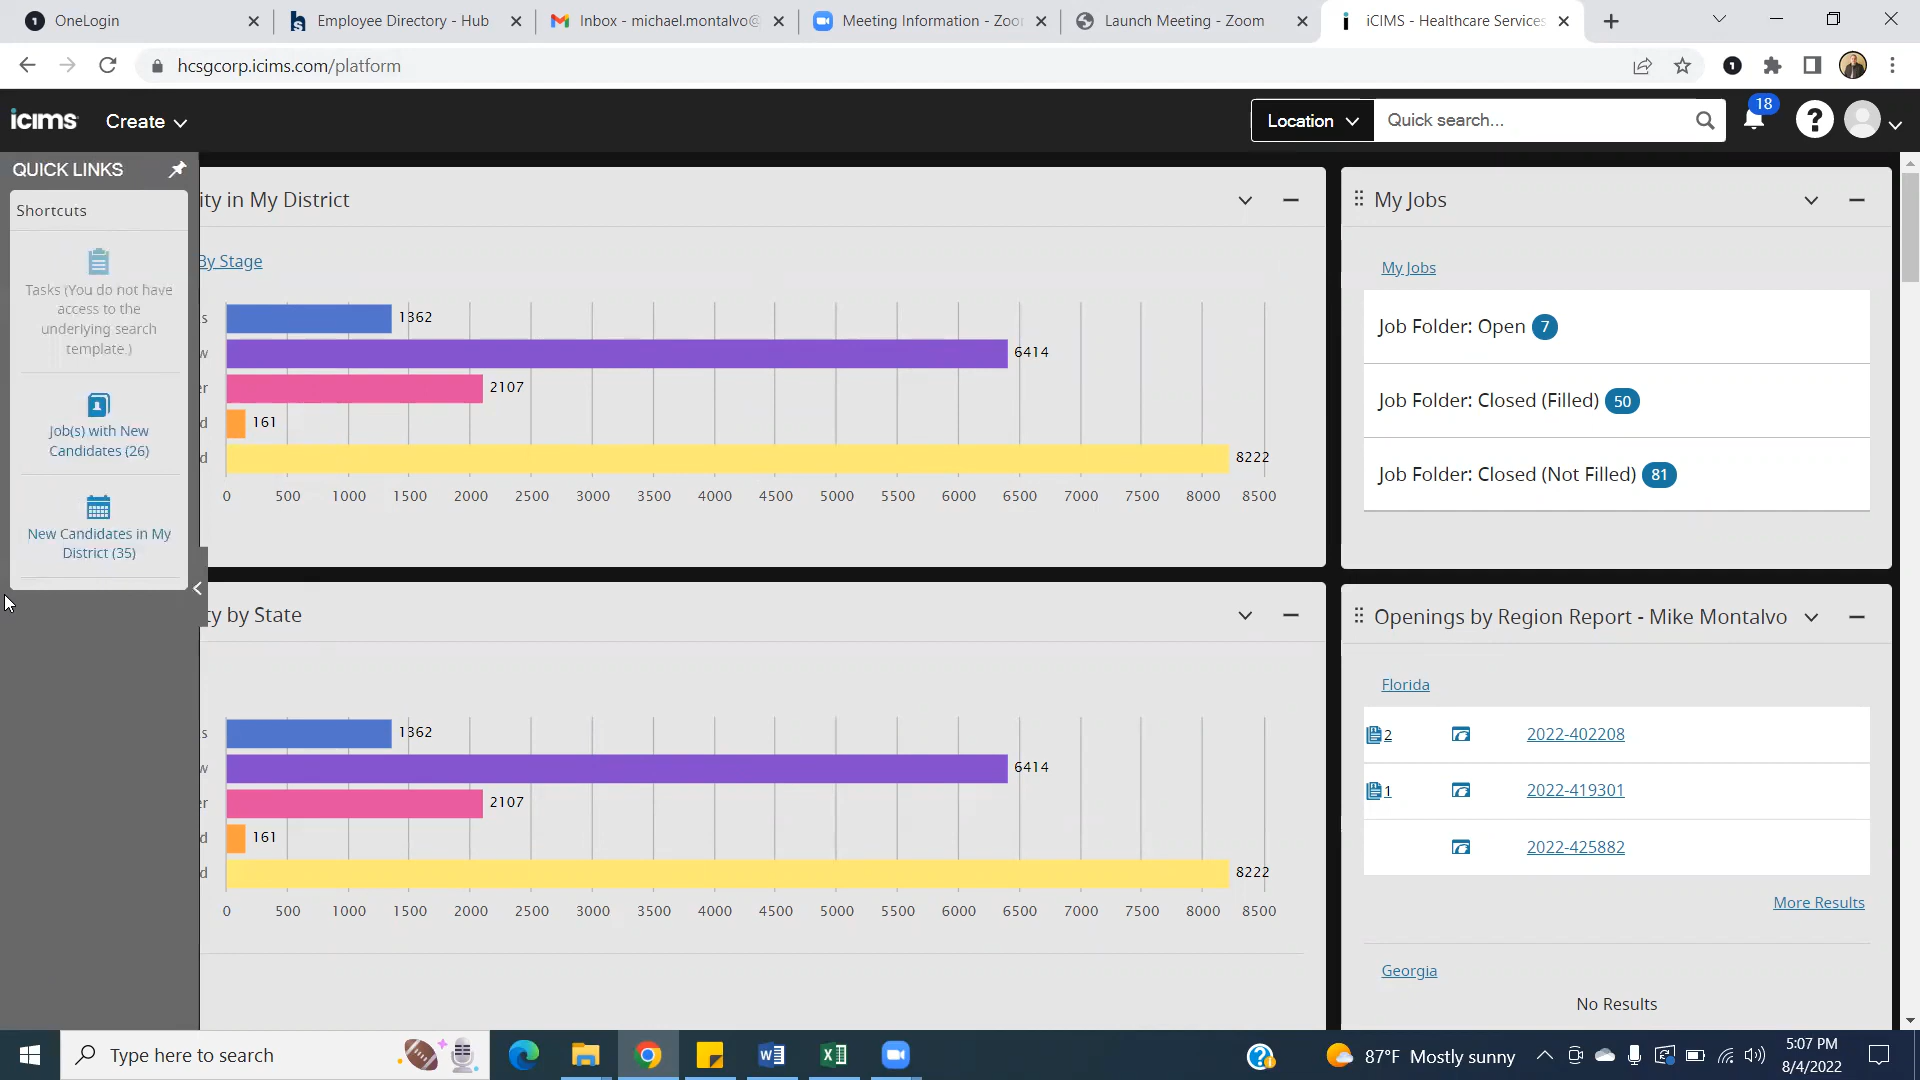 OneLogin
Employee Directory - Hub
Inbox - michael.montalvo@
Meeting Information - Zoo
Launch Meeting - Zoom
iCIMS - Healthcare Services
hcsgcorp.icims.com/platform
icims
Create
Location
Quick search...
18
QUICK LINKS
Shortcuts
Tasks (You do not have
access to the
underlying search
template.)
Job(s) with New
Candidates (26)
New Candidates in My
District (35)
ity in My District
By Stage
s
1362
w
6414
er
2107
d
161
d
8222
0 500 1000 1500 2000 2500 3000 3500 4000 4500 5000 5500 6000 6500 7000 7500 8000 8500
ty by State
s
1362
w
6414
er
2107
d
161
d
8222
0 500 1000 1500 2000 2500 3000 3500 4000 4500 5000 5500 6000 6500 7000 7500 8000 8500
My Jobs
My Jobs
Job Folder: Open 7
Job Folder: Closed (Filled) 50
Job Folder: Closed (Not Filled) 81
Openings by Region Report - Mike Montalvo
Florida
2 2022-402208
1 2022-419301
2022-425882
More Results
Georgia
No Results
Type here to search
87°F Mostly sunny
5:07 PM
8/4/2022